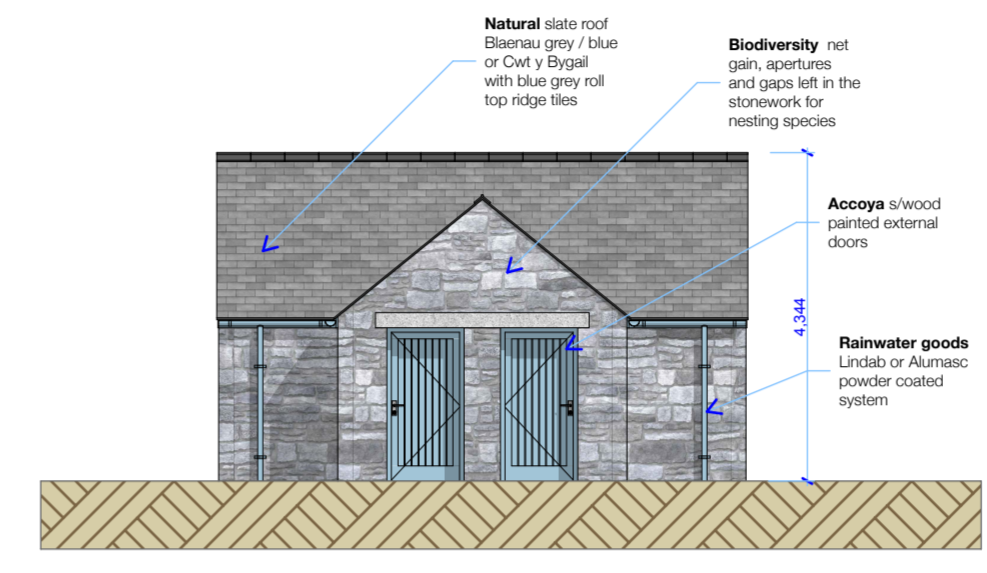 Natural slate roof
Blaenau grey / blue
or Cwt y Bygail
with blue grey roll
top ridge tiles
Biodiversity net
gain, apertures
and gaps left in the
stonework for
nesting species
Accoya s/wood
painted external
doors
4,344
Rainwater goods
Lindab or Alumasc
powder coated
system